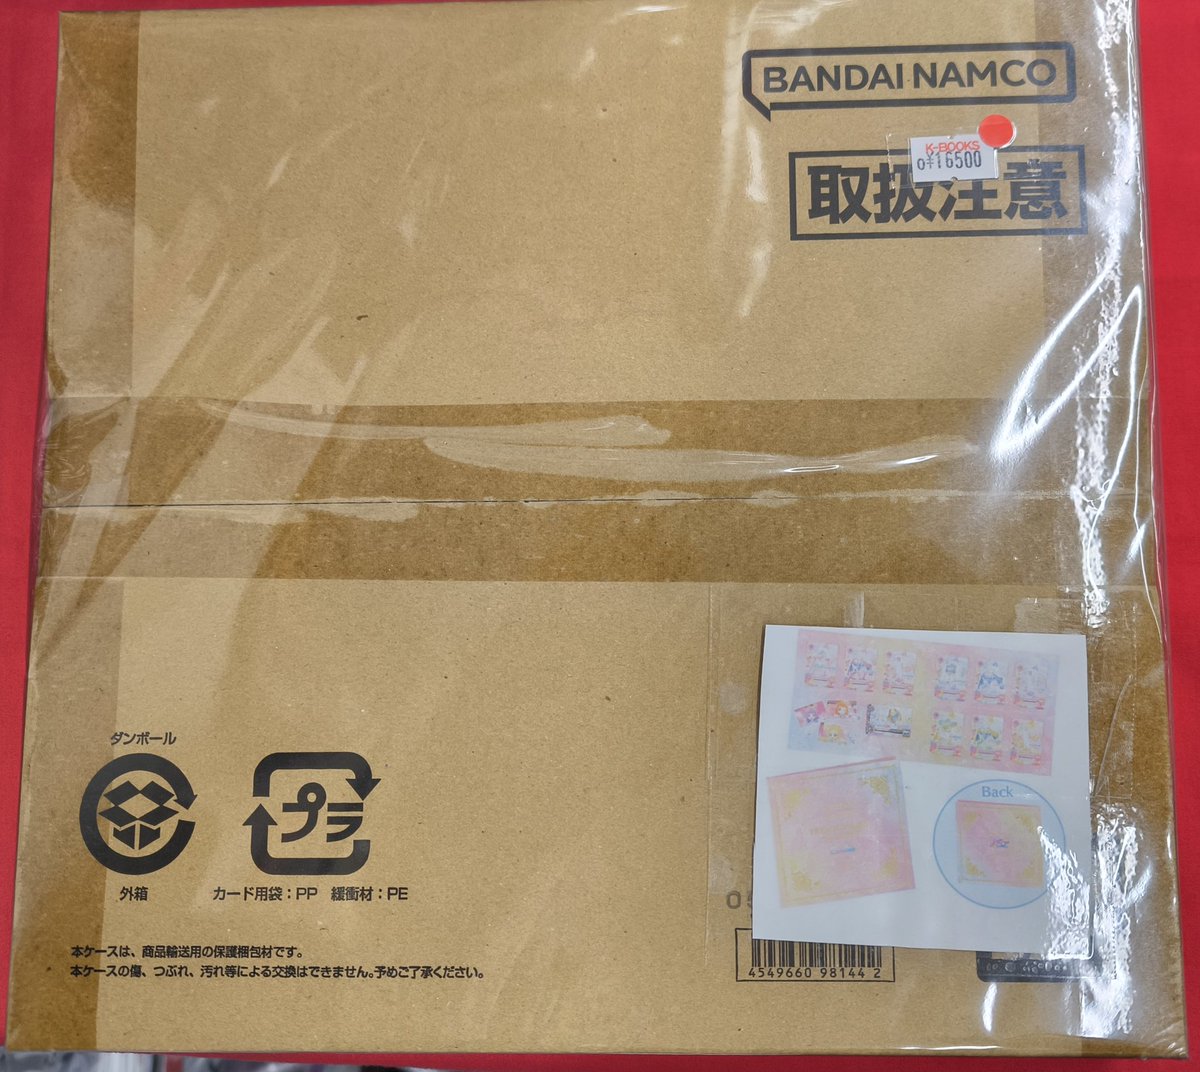 BANDAI NAMCO
K-BOOKS
0¥16500
取扱注意
ダンボール
プラ
外箱
カード用袋：PP　緩衝材：PE
本ケースは、商品輸送用の保護梱包材です。
本ケースの傷、つぶれ、汚れ等による交換はできません。予めご了承ください。
Back
4549660 98144 2